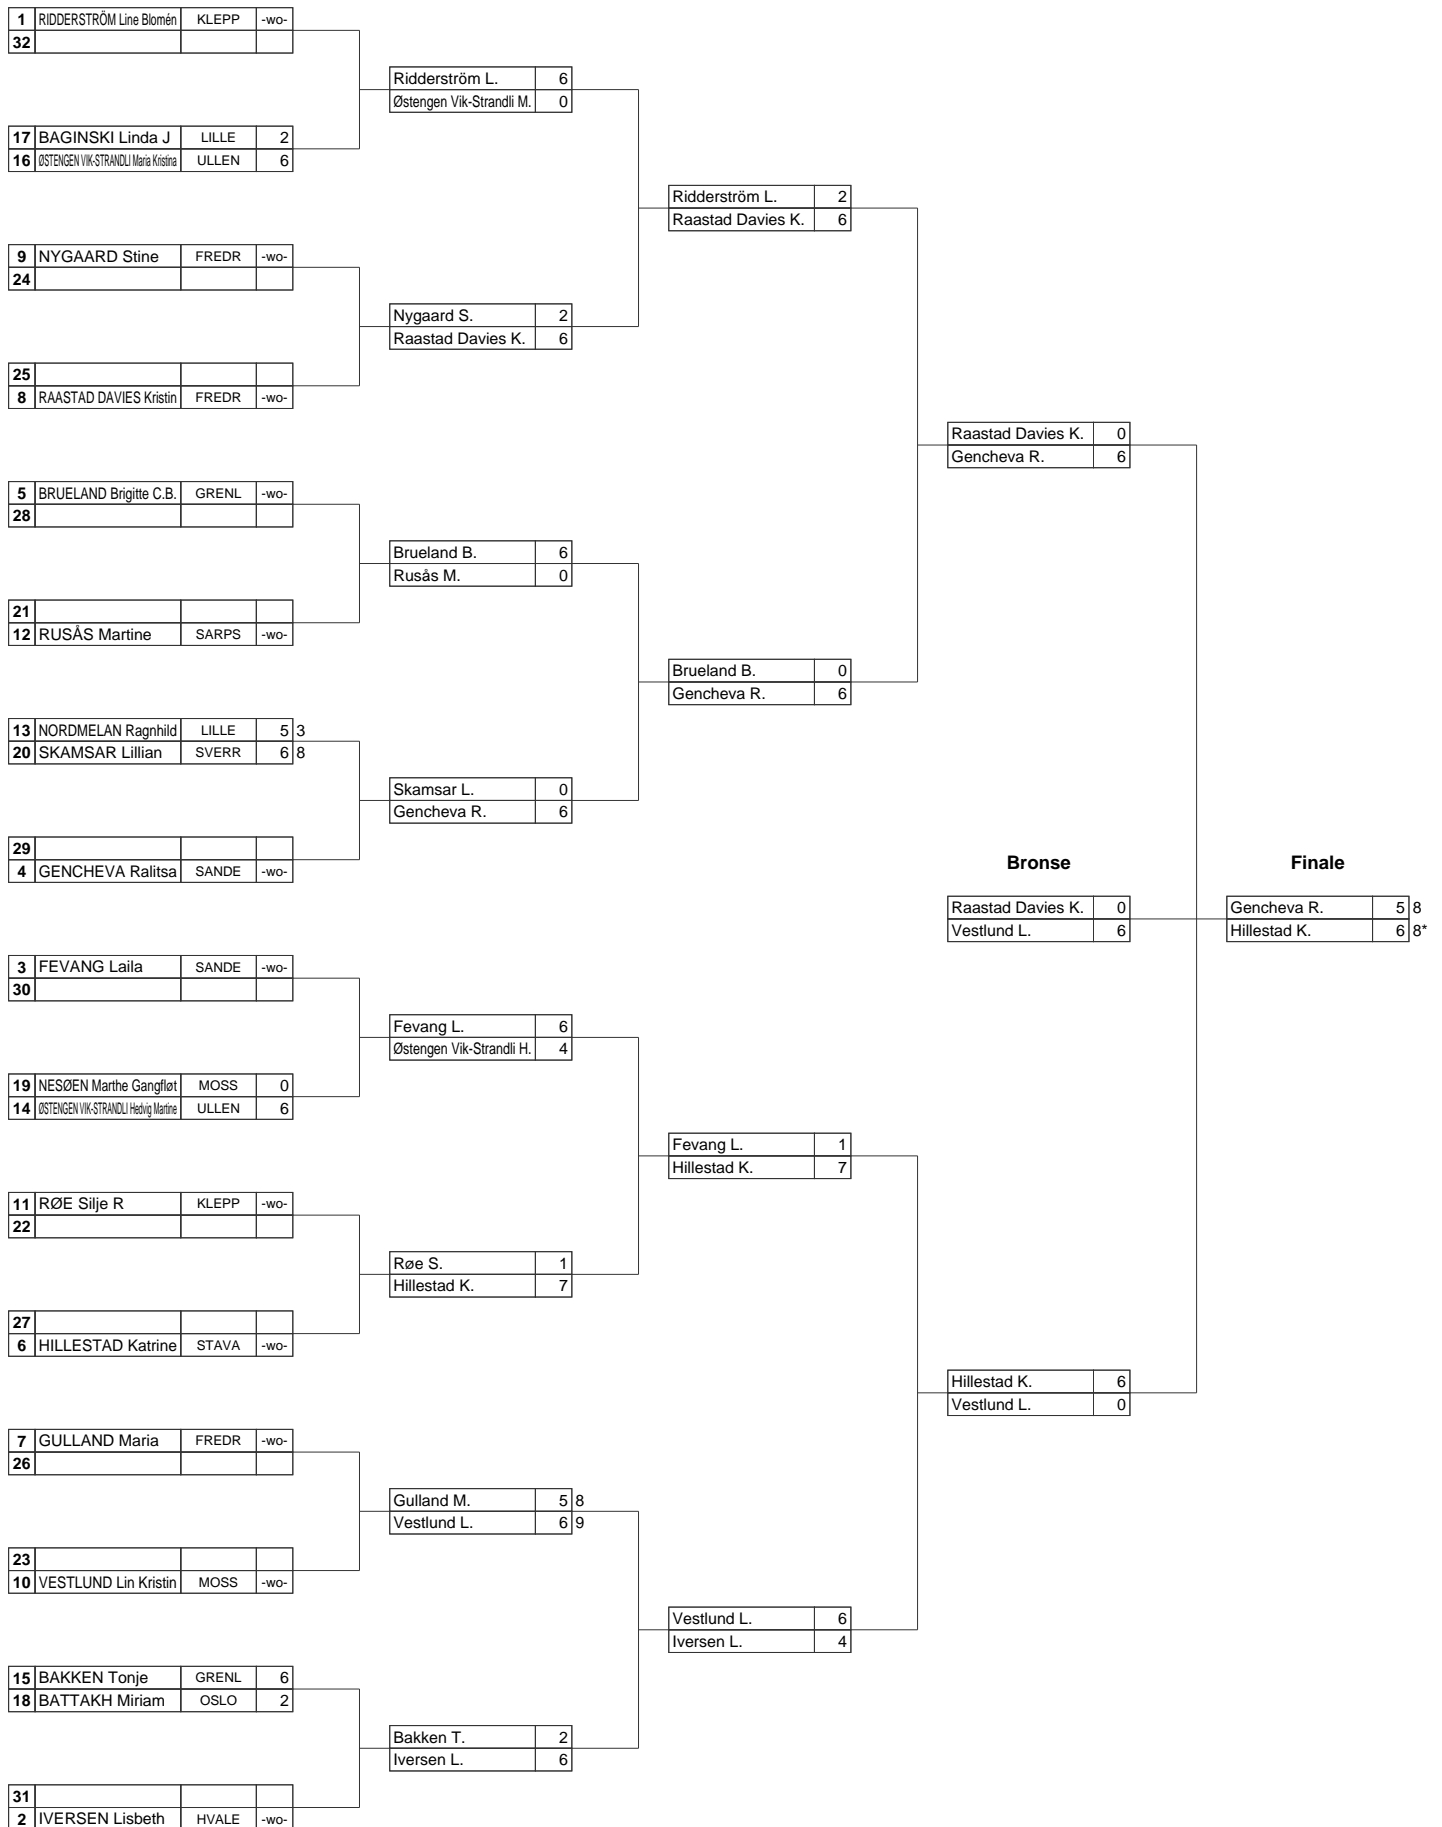 1 RIDDERSTRÖM Line Blomén KLEPP -wo-
32
Ridderström L. 6
Østengen Vik-Strandli M. 0
17 BAGINSKI Linda J LILLE 2
16 ØSTENGEN VIK-STRANDLI Maria Kristina ULLEN 6
Ridderström L. 2
Raastad Davies K. 6
9 NYGAARD Stine FREDR -wo-
24
Nygaard S. 2
Raastad Davies K. 6
25
8 RAASTAD DAVIES Kristin FREDR -wo-
Raastad Davies K. 0
Gencheva R. 6
5 BRUELAND Brigitte C.B. GRENL -wo-
28
Brueland B. 6
Rusås M. 0
21
12 RUSÅS Martine SARPS -wo-
Brueland B. 0
Gencheva R. 6
13 NORDMELAN Ragnhild LILLE 5 3
20 SKAMSAR Lillian SVERR 6 8
Skamsar L. 0
Gencheva R. 6
29
4 GENCHEVA Ralitsa SANDE -wo-
Bronse Finale
Raastad Davies K. 0 Gencheva R. 5 8
Vestlund L. 6 Hillestad K. 6 8*
3 FEVANG Laila SANDE -wo-
30
Fevang L. 6
Østengen Vik-Strandli H. 4
19 NESØEN Marthe Gangfløt MOSS 0
14 ØSTENGEN VIK-STRANDLI Hedvig Martine ULLEN 6
Fevang L. 1
Hillestad K. 7
11 RØE Silje R KLEPP -wo-
22
Røe S. 1
Hillestad K. 7
27
6 HILLESTAD Katrine STAVA -wo-
Hillestad K. 6
Vestlund L. 0
7 GULLAND Maria FREDR -wo-
26
Gulland M. 5 8
Vestlund L. 6 9
23
10 VESTLUND Lin Kristin MOSS -wo-
Vestlund L. 6
Iversen L. 4
15 BAKKEN Tonje GRENL 6
18 BATTAKH Miriam OSLO 2
Bakken T. 2
Iversen L. 6
31
2 IVERSEN Lisbeth HVALE -wo-